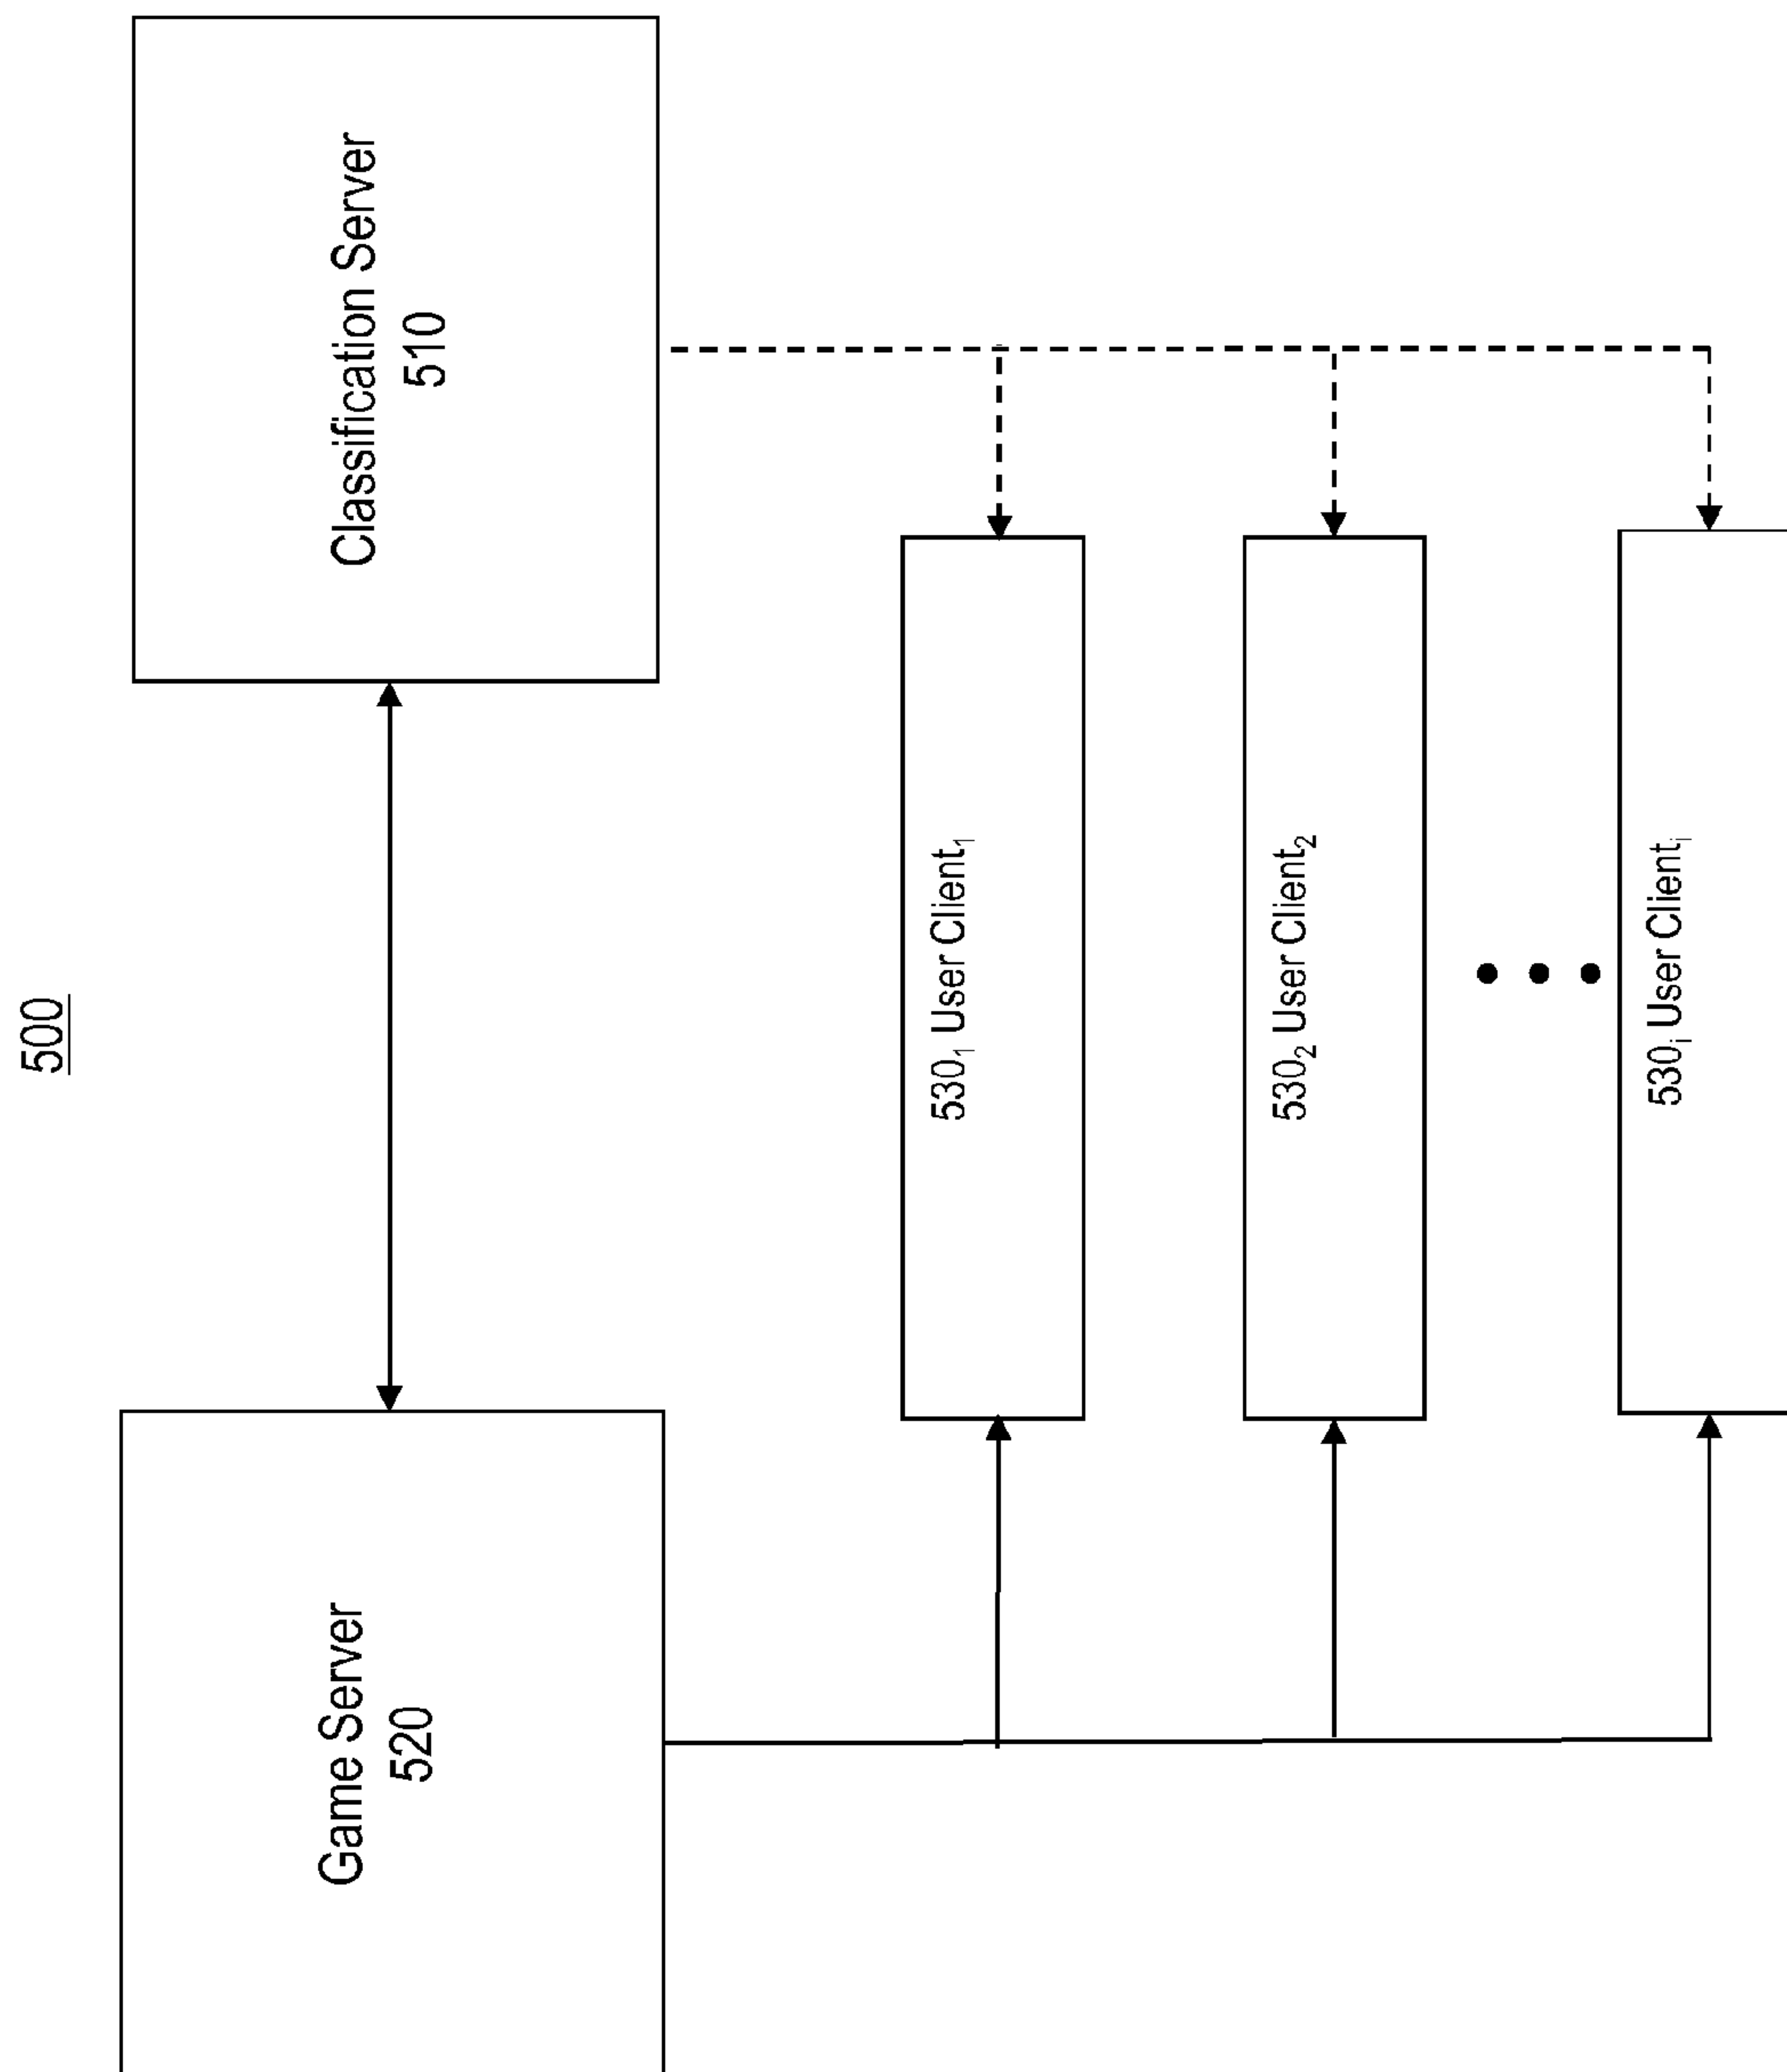 500
Game Server
520
Classification Server
510
530₁ User Client₁
530₂ User Client₂
530ᵢ User Clientᵢ